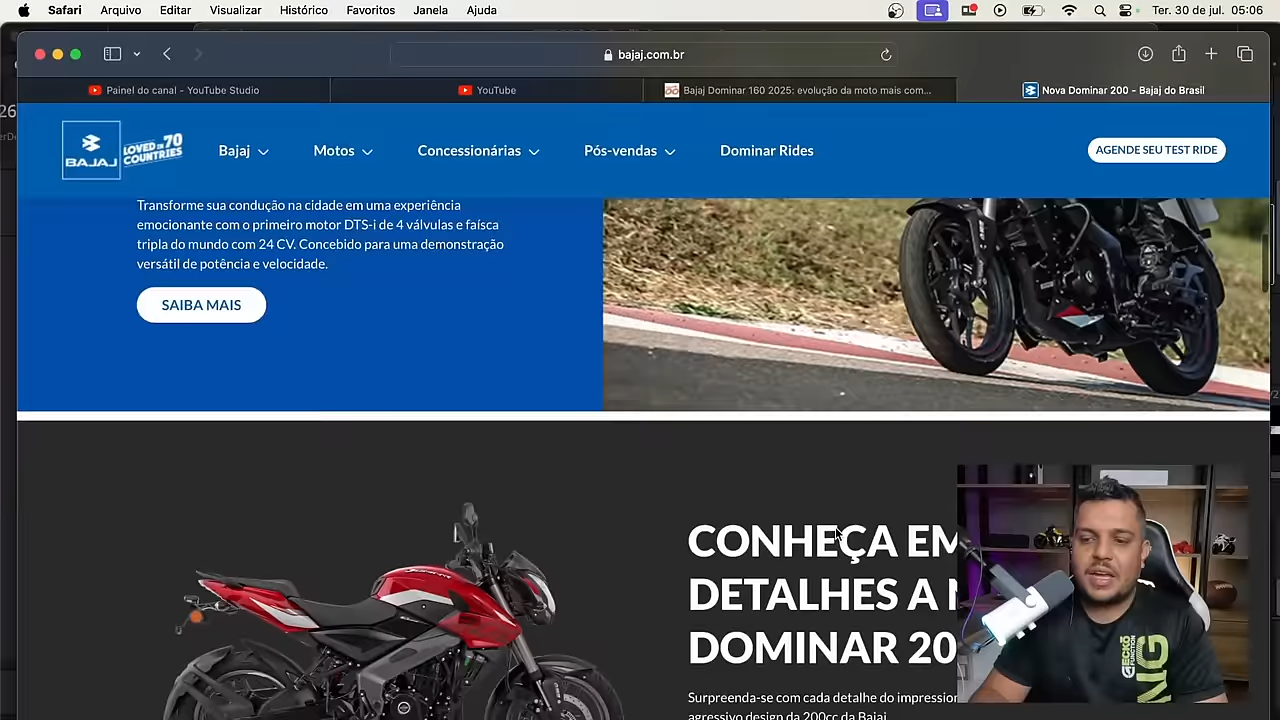 Safari Arquivo Editar Visualizar Histórico Favoritos Janela Ajuda Ter. 30 de jul. 05:06
bajaj.com.br
Painel do canal - YouTube Studio YouTube Bajaj Dominar 160 2025: evolução da moto mais com... Nova Dominar 200 - Bajaj do Brasil
BAJAJ LOVED IN 70 COUNTRIES
Bajaj Motos Concessionárias Pós-vendas Dominar Rides AGENDE SEU TEST RIDE
Transforme sua condução na cidade em uma experiência
emocionante com o primeiro motor DTS-i de 4 válvulas e faísca
tripla do mundo com 24 CV. Concebido para uma demonstração
versátil de potência e velocidade.
SAIBA MAIS
CONHEÇA EM
DETALHES A
DOMINAR 20
Surpreenda-se com cada detalhe do
agressivo design da 200cc da Bajaj
GECKO
NG